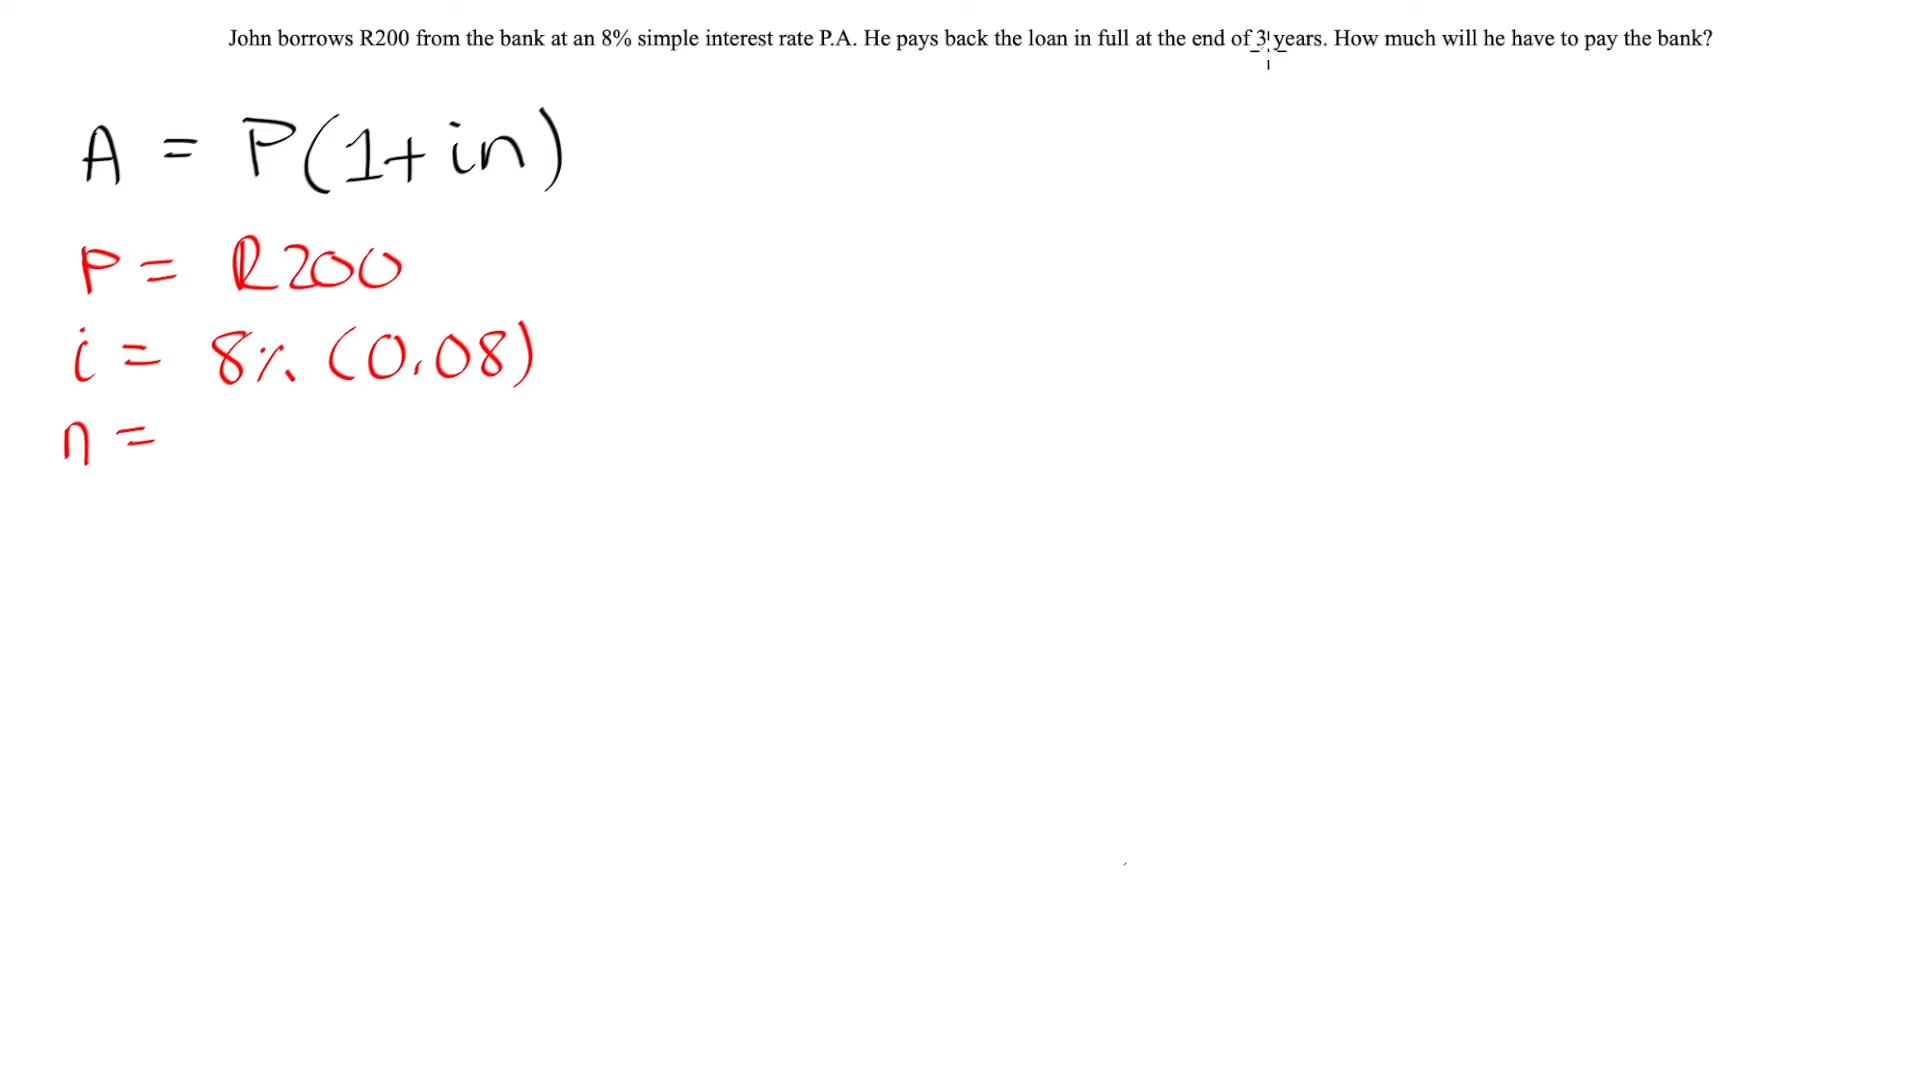 John borrows R200 from the bank at an 8% simple interest rate P.A. He pays back the loan in full at the end of 3 years. How much will he have to pay the bank?
A = P(1+in)
P = R200
i = 8% (0.08)
n =